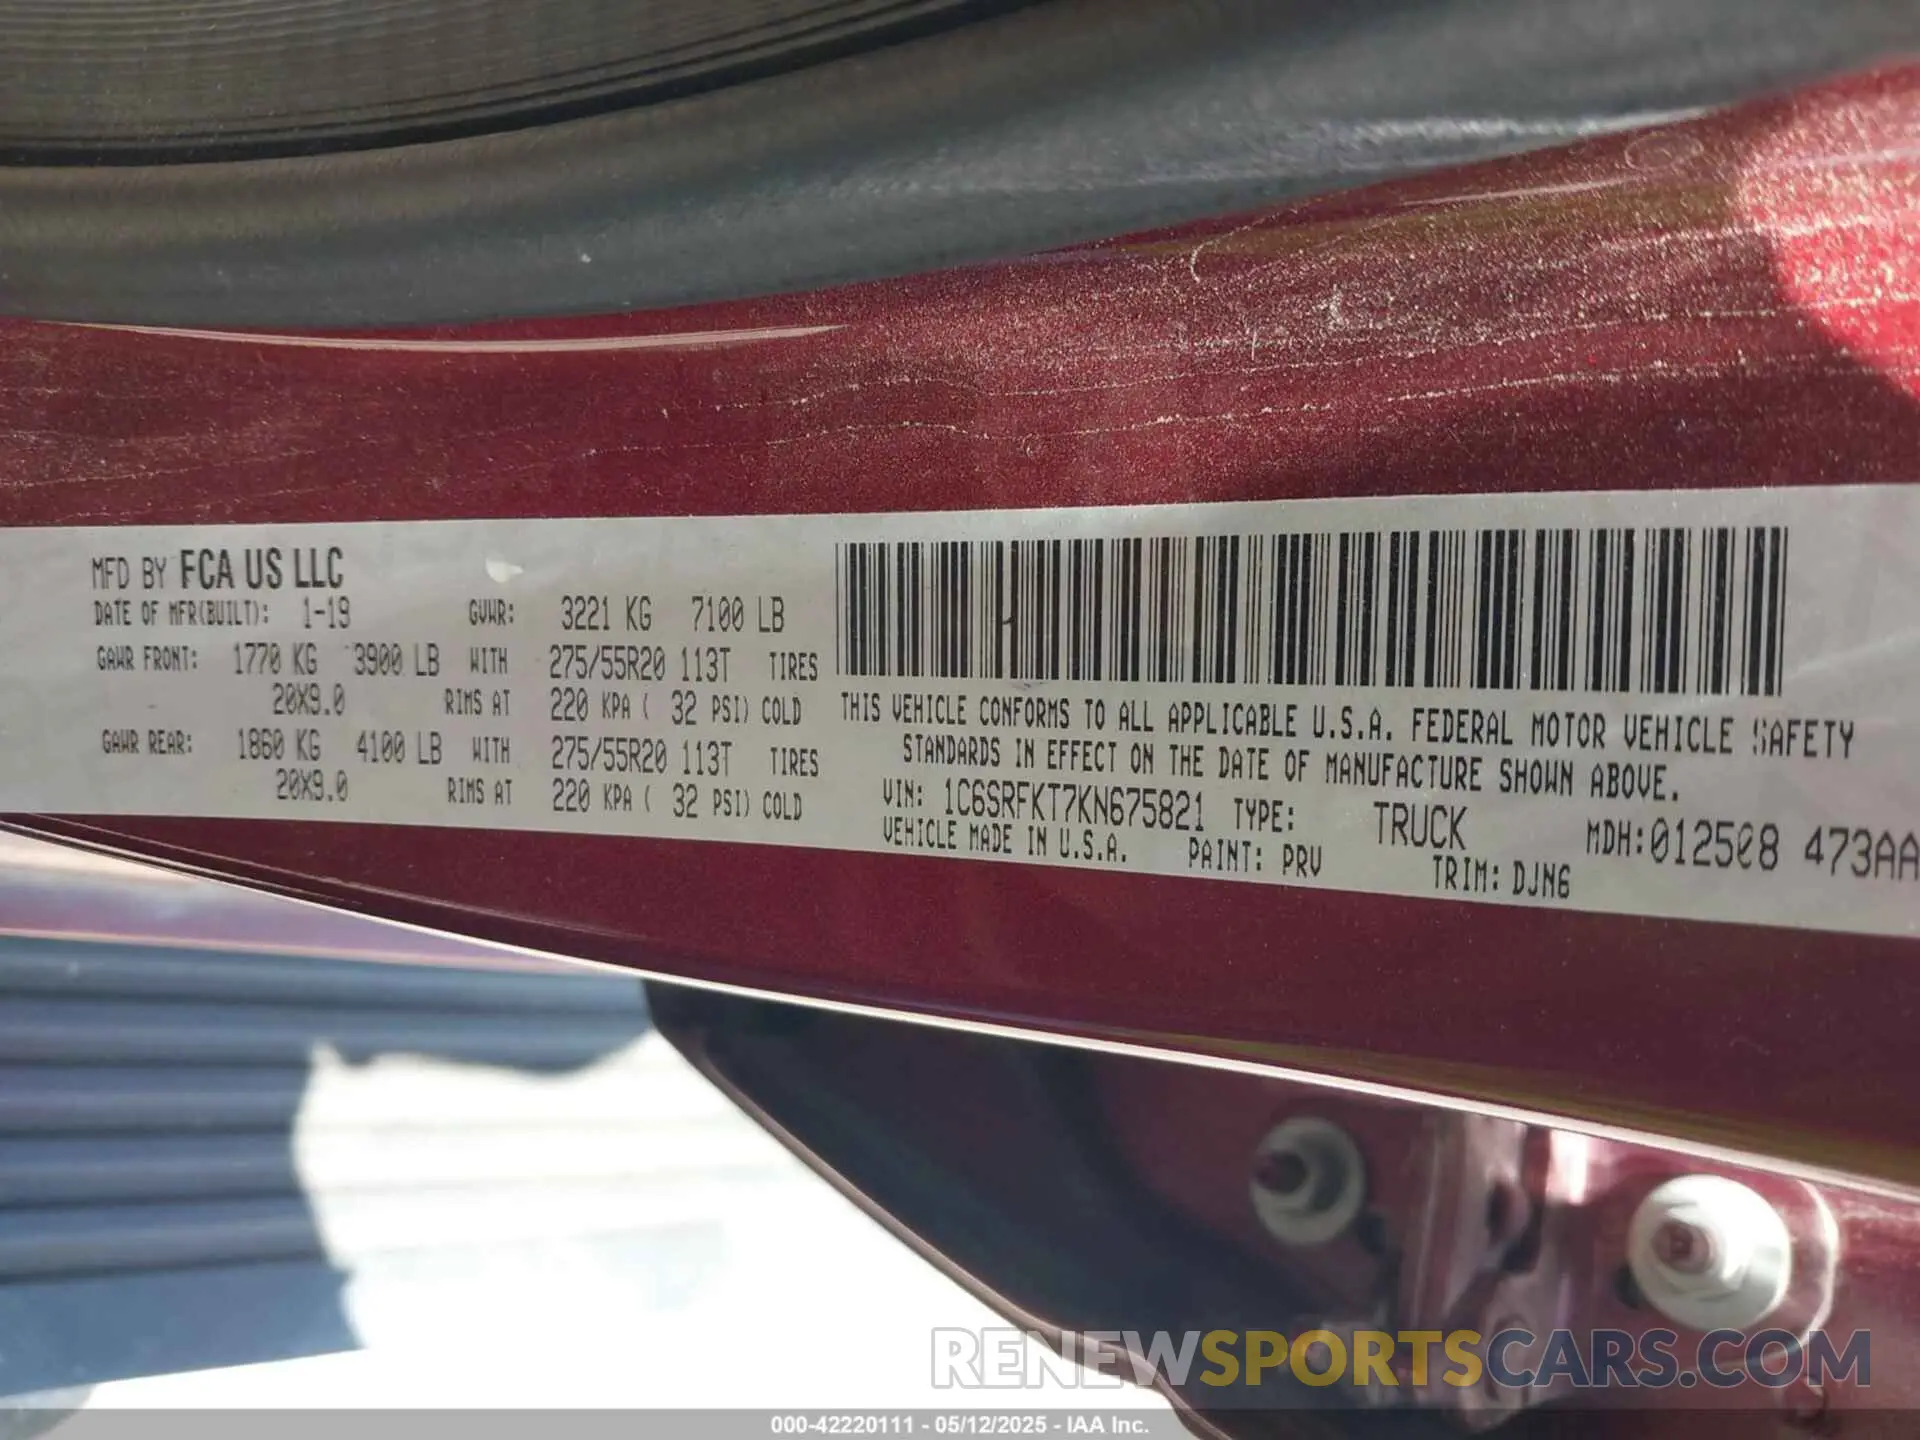 MFD BY FCA US LLC
DATE OF MFR(BUILT): 1-19 GVWR: 3221 KG 7100 LB
GAWR FRONT: 1770 KG 3900 LB WITH 275/55R20 113T TIRES
20X9.0 RIMS AT 220 KPA ( 32 PSI) COLD
GAWR REAR: 1860 KG 4100 LB WITH 275/55R20 113T TIRES
20X9.0 RIMS AT 220 KPA ( 32 PSI) COLD
THIS VEHICLE CONFORMS TO ALL APPLICABLE U.S.A. FEDERAL MOTOR VEHICLE SAFETY
STANDARDS IN EFFECT ON THE DATE OF MANUFACTURE SHOWN ABOVE.
VIN: 1C6SRFKT7KN675821 TYPE: TRUCK MDH:012508 473AA
VEHICLE MADE IN U.S.A. PAINT: PRV TRIM: DJN6
RENEWSPORTSCARS.COM
000-42220111 - 05/12/2025 - IAA Inc.